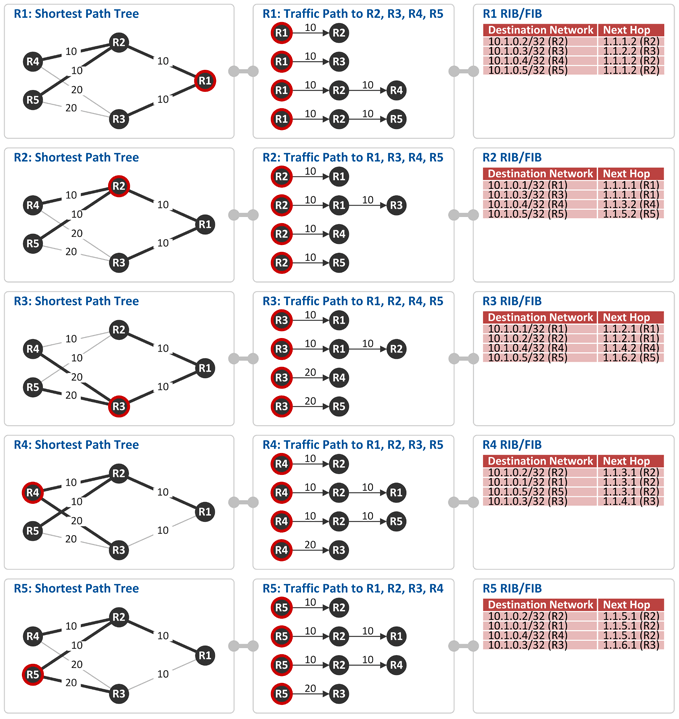 R1: Shortest Path Tree
R4 10 R2 10 R1
R5 10 20 20 R3 10
R1: Traffic Path to R2, R3, R4, R5
R1 10 R2
R1 10 R3
R1 10 R2 10 R4
R1 10 R2 10 R5
R1 RIB/FIB
Destination Network Next Hop
10.1.0.2/32 (R2) 1.1.1.2 (R2)
10.1.0.3/32 (R3) 1.1.2.2 (R3)
10.1.0.4/32 (R4) 1.1.1.2 (R2)
10.1.0.5/32 (R5) 1.1.1.2 (R2)
R2: Shortest Path Tree
R4 10 R2 10 R1
R5 10 20 R3 10
R2: Traffic Path to R1, R3, R4, R5
R2 10 R1
R2 10 R1 10 R3
R2 10 R4
R2 10 R5
R2 RIB/FIB
Destination Network Next Hop
10.1.0.1/32 (R1) 1.1.1.1 (R1)
10.1.0.3/32 (R3) 1.1.1.1 (R1)
10.1.0.4/32 (R4) 1.1.3.2 (R4)
10.1.0.5/32 (R5) 1.1.5.2 (R5)
R3: Shortest Path Tree
R4 10 R2 10 R1
R5 10 20 R3 10
R3: Traffic Path to R1, R2, R4, R5
R3 10 R1
R3 10 R1 10 R2
R3 20 R4
R3 20 R5
R3 RIB/FIB
Destination Network Next Hop
10.1.0.1/32 (R1) 1.1.2.1 (R1)
10.1.0.2/32 (R2) 1.1.2.1 (R1)
10.1.0.4/32 (R4) 1.1.4.2 (R4)
10.1.0.5/32 (R5) 1.1.6.2 (R5)
R4: Shortest Path Tree
R4 10 R2 10 R1
R5 10 20 R3 10
R4: Traffic Path to R1, R2, R3, R5
R4 10 R2
R4 10 R2 10 R1
R4 10 R2 10 R5
R4 20 R3
R4 RIB/FIB
Destination Network Next Hop
10.1.0.2/32 (R2) 1.1.3.1 (R2)
10.1.0.1/32 (R1) 1.1.3.1 (R2)
10.1.0.5/32 (R5) 1.1.3.1 (R2)
10.1.0.3/32 (R3) 1.1.4.1 (R3)
R5: Shortest Path Tree
R4 10 R2 10 R1
R5 10 20 R3 10
R5: Traffic Path to R1, R2, R3, R4
R5 10 R2
R5 10 R2 10 R1
R5 10 R2 10 R4
R5 20 R3
R5 RIB/FIB
Destination Network Next Hop
10.1.0.2/32 (R2) 1.1.5.1 (R2)
10.1.0.1/32 (R1) 1.1.5.1 (R2)
10.1.0.4/32 (R4) 1.1.5.1 (R2)
10.1.0.3/32 (R3) 1.1.6.1 (R3)